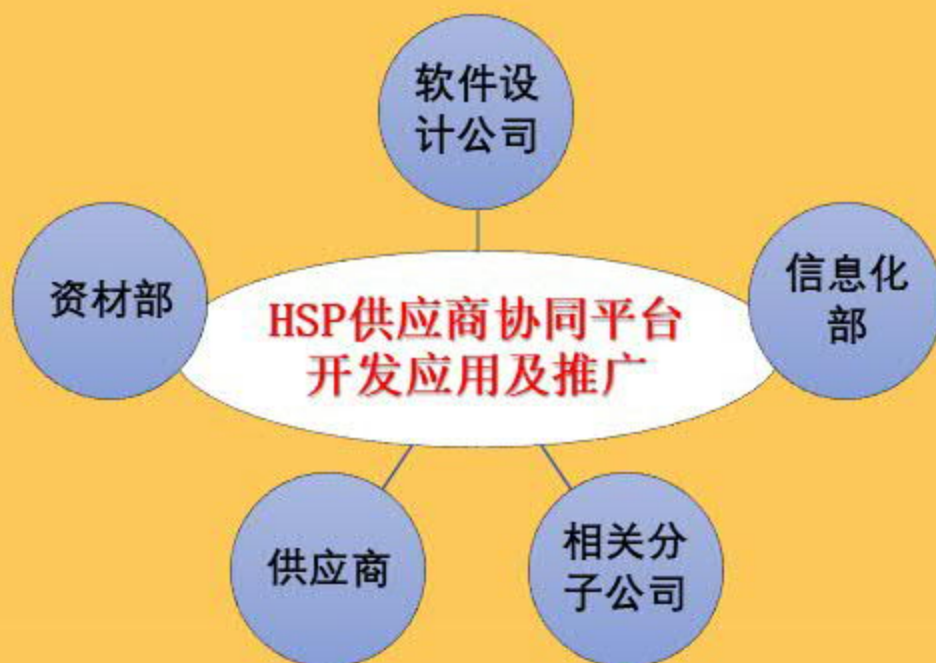 软件设
计公司
资材部
信息化
部
HSP供应商协同平台
开发应用及推广
供应商
相关分
子公司